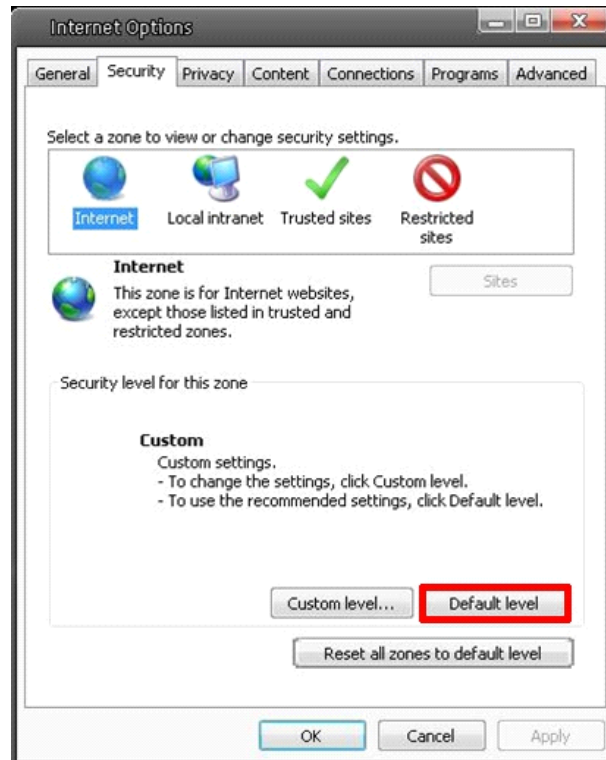 Internet Options
General Security Privacy Content Connections Programs Advanced
Select a zone to view or change security settings.
Internet Local intranet Trusted sites Restricted
sites
Internet
Sites
This zone is for Internet websites,
except those listed in trusted and
restricted zones.
Security level for this zone
Custom
Custom settings.
- To change the settings, click Custom level.
- To use the recommended settings, click Default level.
Custom level... Default level
Reset all zones to default level
OK Cancel Apply